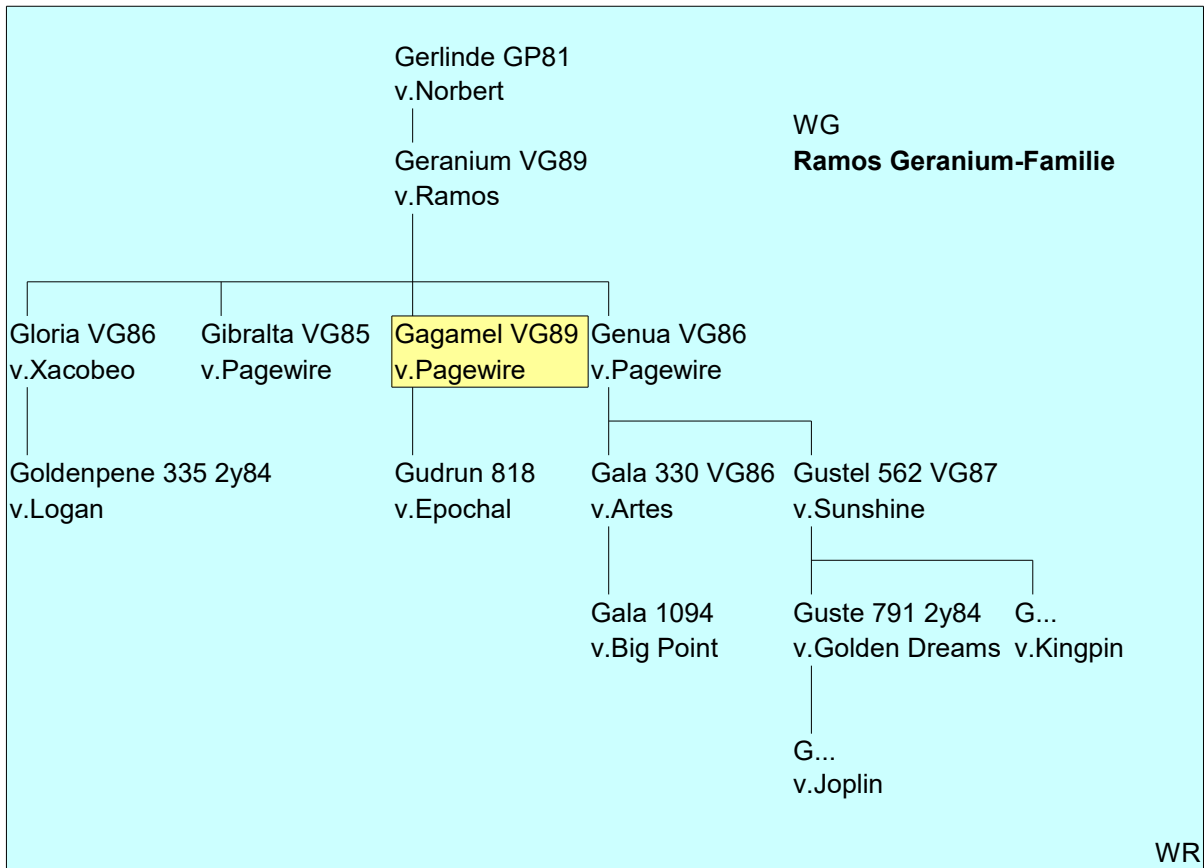 Gerlinde GP81
v.Norbert
WG
Ramos Geranium-Familie
Geranium VG89
v.Ramos
Gloria VG86
v.Xacobeo
Gibralta VG85
v.Pagewire
Gagamel VG89
v.Pagewire
Genua VG86
v.Pagewire
Goldenpene 335 2y84
v.Logan
Gudrun 818
v.Epochal
Gala 330 VG86
v.Artes
Gustel 562 VG87
v.Sunshine
Gala 1094
v.Big Point
Guste 791 2y84
v.Golden Dreams
G...
v.Kingpin
G...
v.Joplin
WR